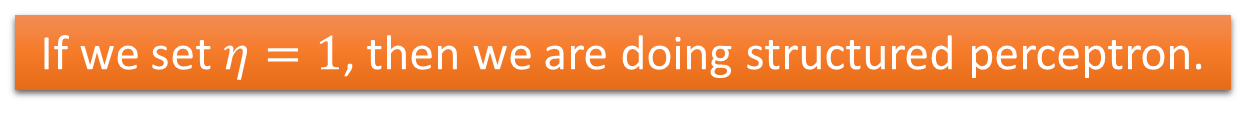 If we set η = 1, then we are doing structured perceptron.